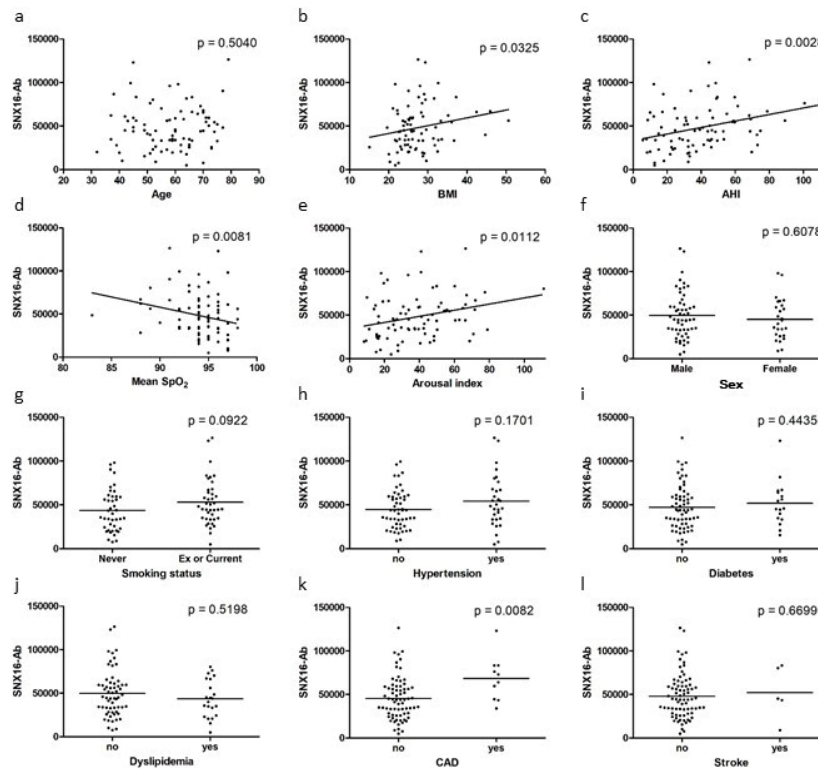 a
p = 0.5040
SNX16-Ab
150000
100000
50000
0
20 30 40 50 60 70 80 90
Age
b
p = 0.0325
SNX16-Ab
150000
100000
50000
0
10 20 30 40 50 60
BMI
c
p = 0.0028
SNX16-Ab
150000
100000
50000
0
0 20 40 60 80 100
AHI
d
p = 0.0081
SNX16-Ab
150000
100000
50000
0
80 85 90 95 100
Mean SpO₂
e
p = 0.0112
SNX16-Ab
150000
100000
50000
0
0 20 40 60 80 100 120
Arousal index
f
p = 0.6078
SNX16-Ab
150000
100000
50000
0
Male Female
Sex
g
p = 0.0922
SNX16-Ab
150000
100000
50000
0
Never Ex or Current
Smoking status
h
p = 0.1701
SNX16-Ab
150000
100000
50000
0
no yes
Hypertension
i
p = 0.4435
SNX16-Ab
150000
100000
50000
0
no yes
Diabetes
j
p = 0.5198
SNX16-Ab
150000
100000
50000
0
no yes
Dyslipidemia
k
p = 0.0082
SNX16-Ab
150000
100000
50000
0
no yes
CAD
l
p = 0.6699
SNX16-Ab
150000
100000
50000
0
no yes
Stroke